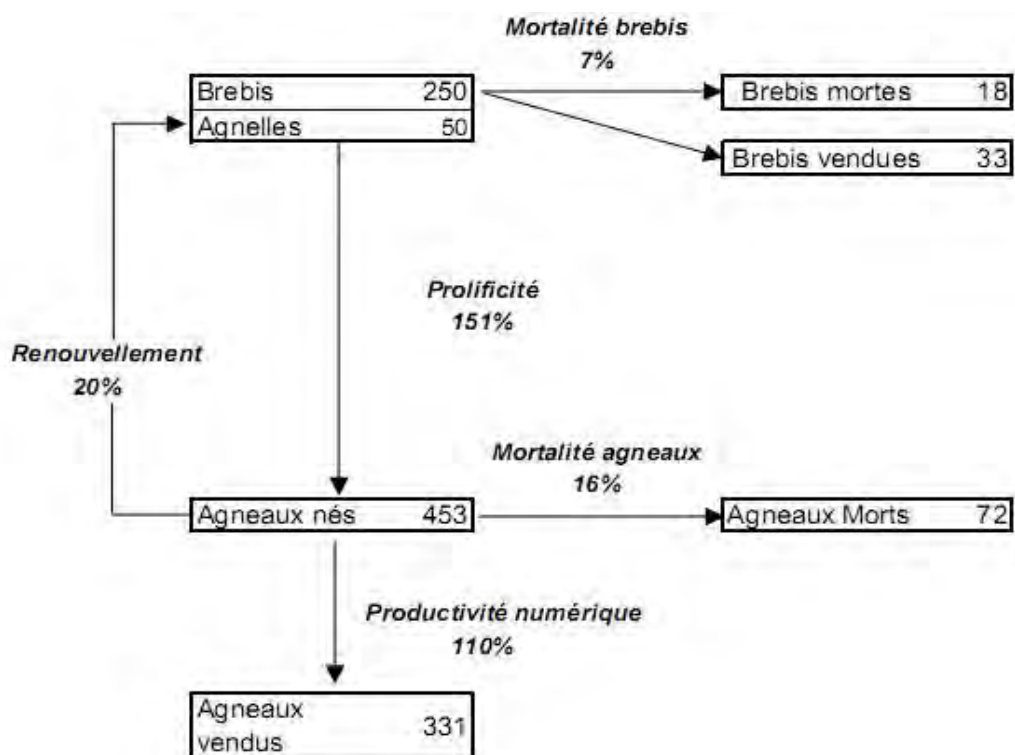 Mortalité brebis
7%
Brebis 250
Agnelles 50
Brebis mortes 18
Brebis vendues 33
Prolificité
151%
Renouvellement
20%
Mortalité agneaux
16%
Agneaux nés 453
Agneaux Morts 72
Productivité numérique
110%
Agneaux
vendus 331